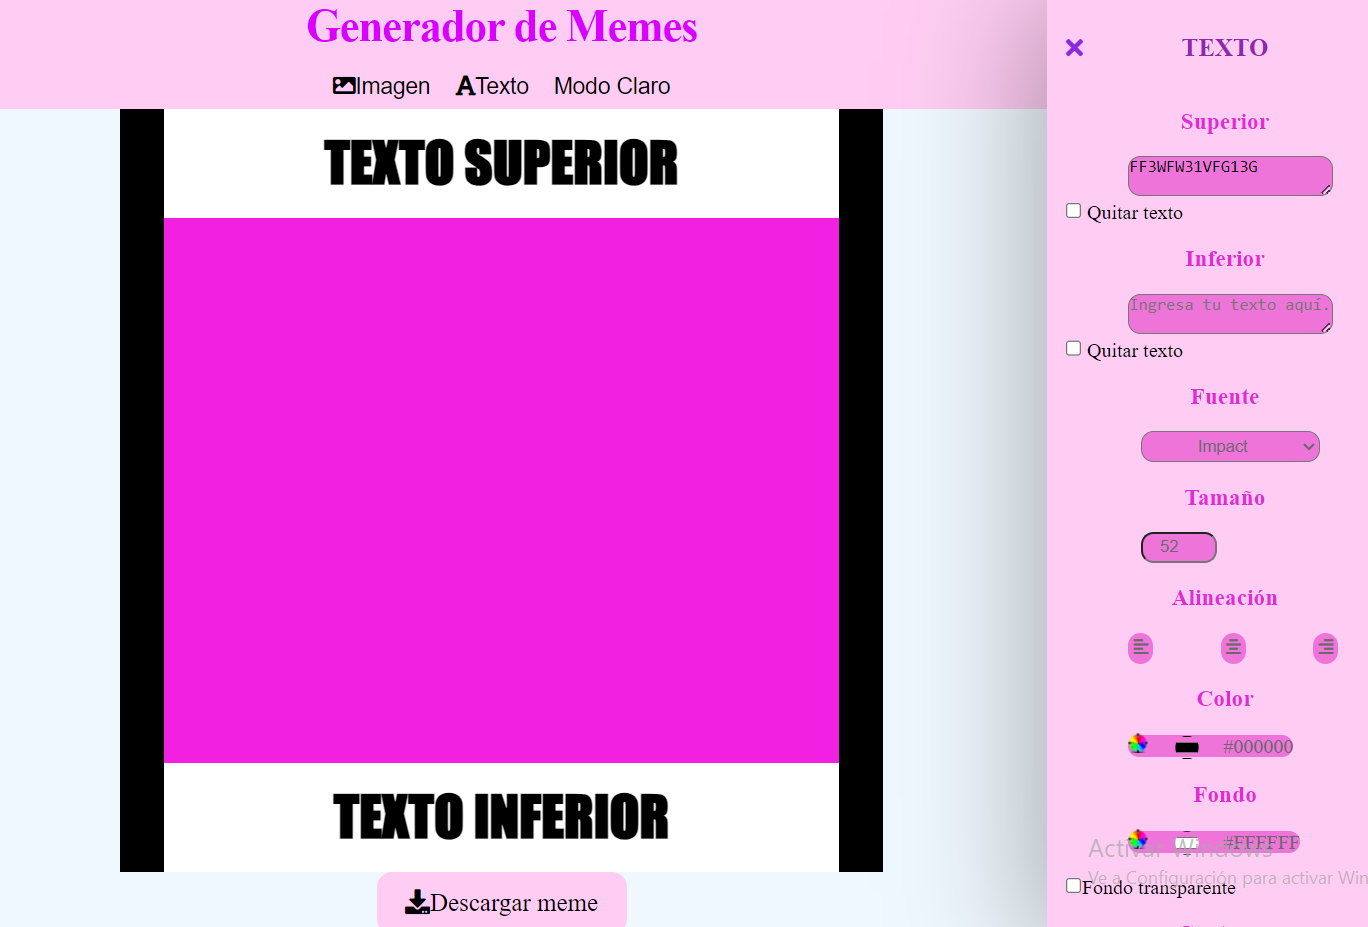 Generador de Memes
Imagen Texto Modo Claro
TEXTO SUPERIOR
TEXTO INFERIOR
Descargar meme
TEXTO
Superior
FF3WFW31VFG13G
Quitar texto
Inferior
Ingresa tu texto aquí.
Quitar texto
Fuente
Impact
Tamaño
52
Alineación
Color
#000000
Fondo
#FFFFFF
Activar Windows
Ve a Configuración para activar Win
Fondo transparente